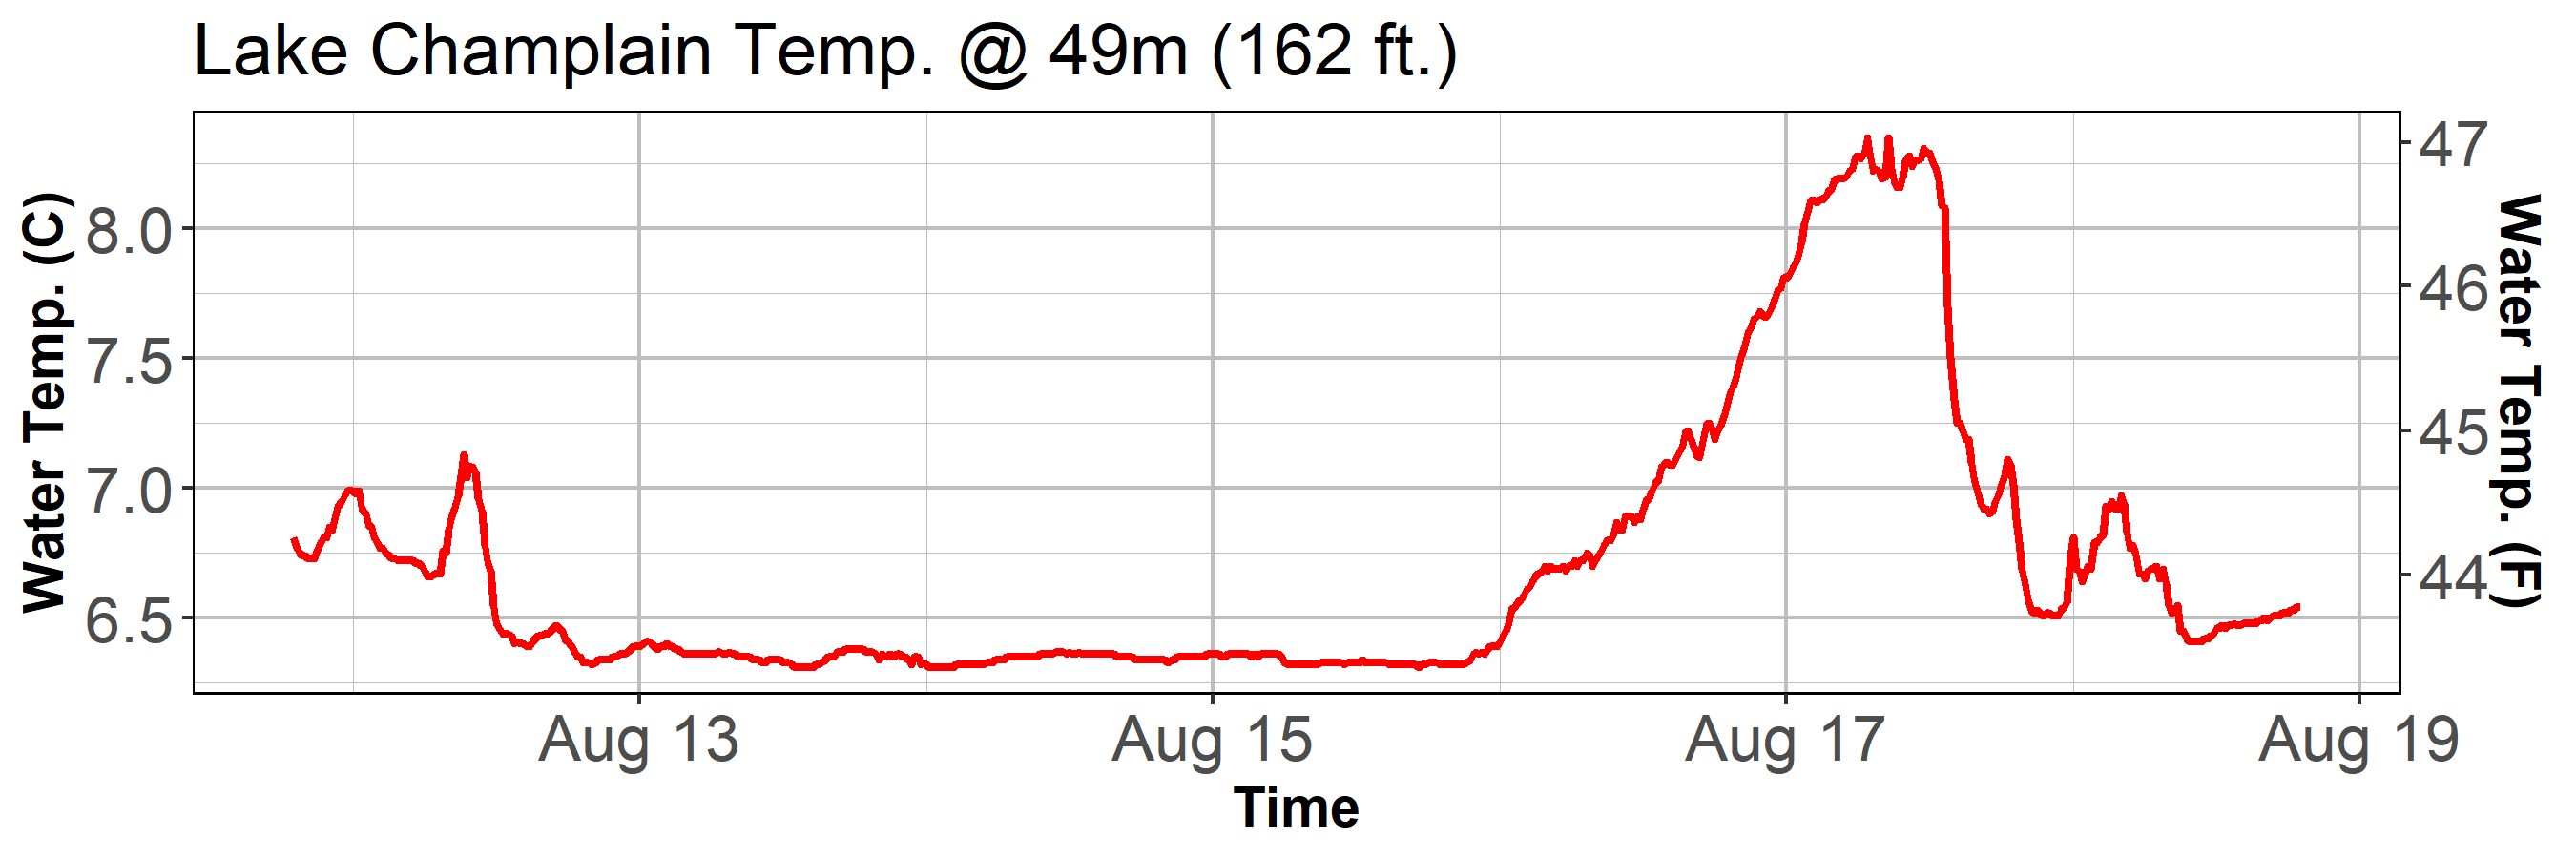 Lake Champlain Temp. @ 49m (162 ft.)
Water Temp. (C)
8.0
7.5
7.0
6.5
47
46
45
44
Water Temp. (F)
Aug 13
Aug 15
Aug 17
Aug 19
Time